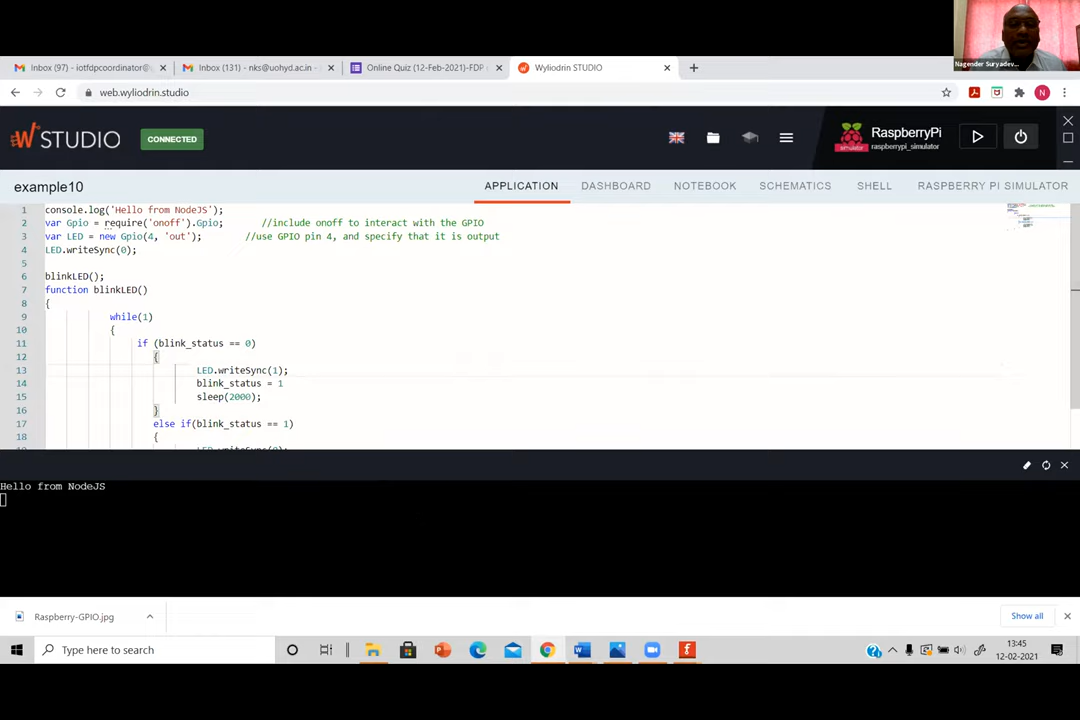 Nagender Suryadev...
Inbox (97) - iotfdpcoordinator@
Inbox (131) - nks@uohyd.ac.in -
Online Quiz (12-Feb-2021)-FDP
Wyliodrin STUDIO
web.wyliodrin.studio
N
STUDIO
CONNECTED
simulator
RaspberryPi
raspberrypi_simulator
example10
APPLICATION
DASHBOARD
NOTEBOOK
SCHEMATICS
SHELL
RASPBERRY PI SIMULATOR
1 console.log('Hello from NodeJS');
2 var Gpio = require('onoff').Gpio; //include onoff to interact with the GPIO
3 var LED = new Gpio(4, 'out'); //use GPIO pin 4, and specify that it is output
4 LED.writeSync(0);
5
6 blinkLED();
7 function blinkLED()
8 {
9 while(1)
10 {
11 if (blink_status == 0)
12 {
13 LED.writeSync(1);
14 blink_status = 1
15 sleep(2000);
16 }
17 else if(blink_status == 1)
18 {
Hello from NodeJS
Raspberry-GPIO.jpg
Show all
Type here to search
13:45
12-02-2021